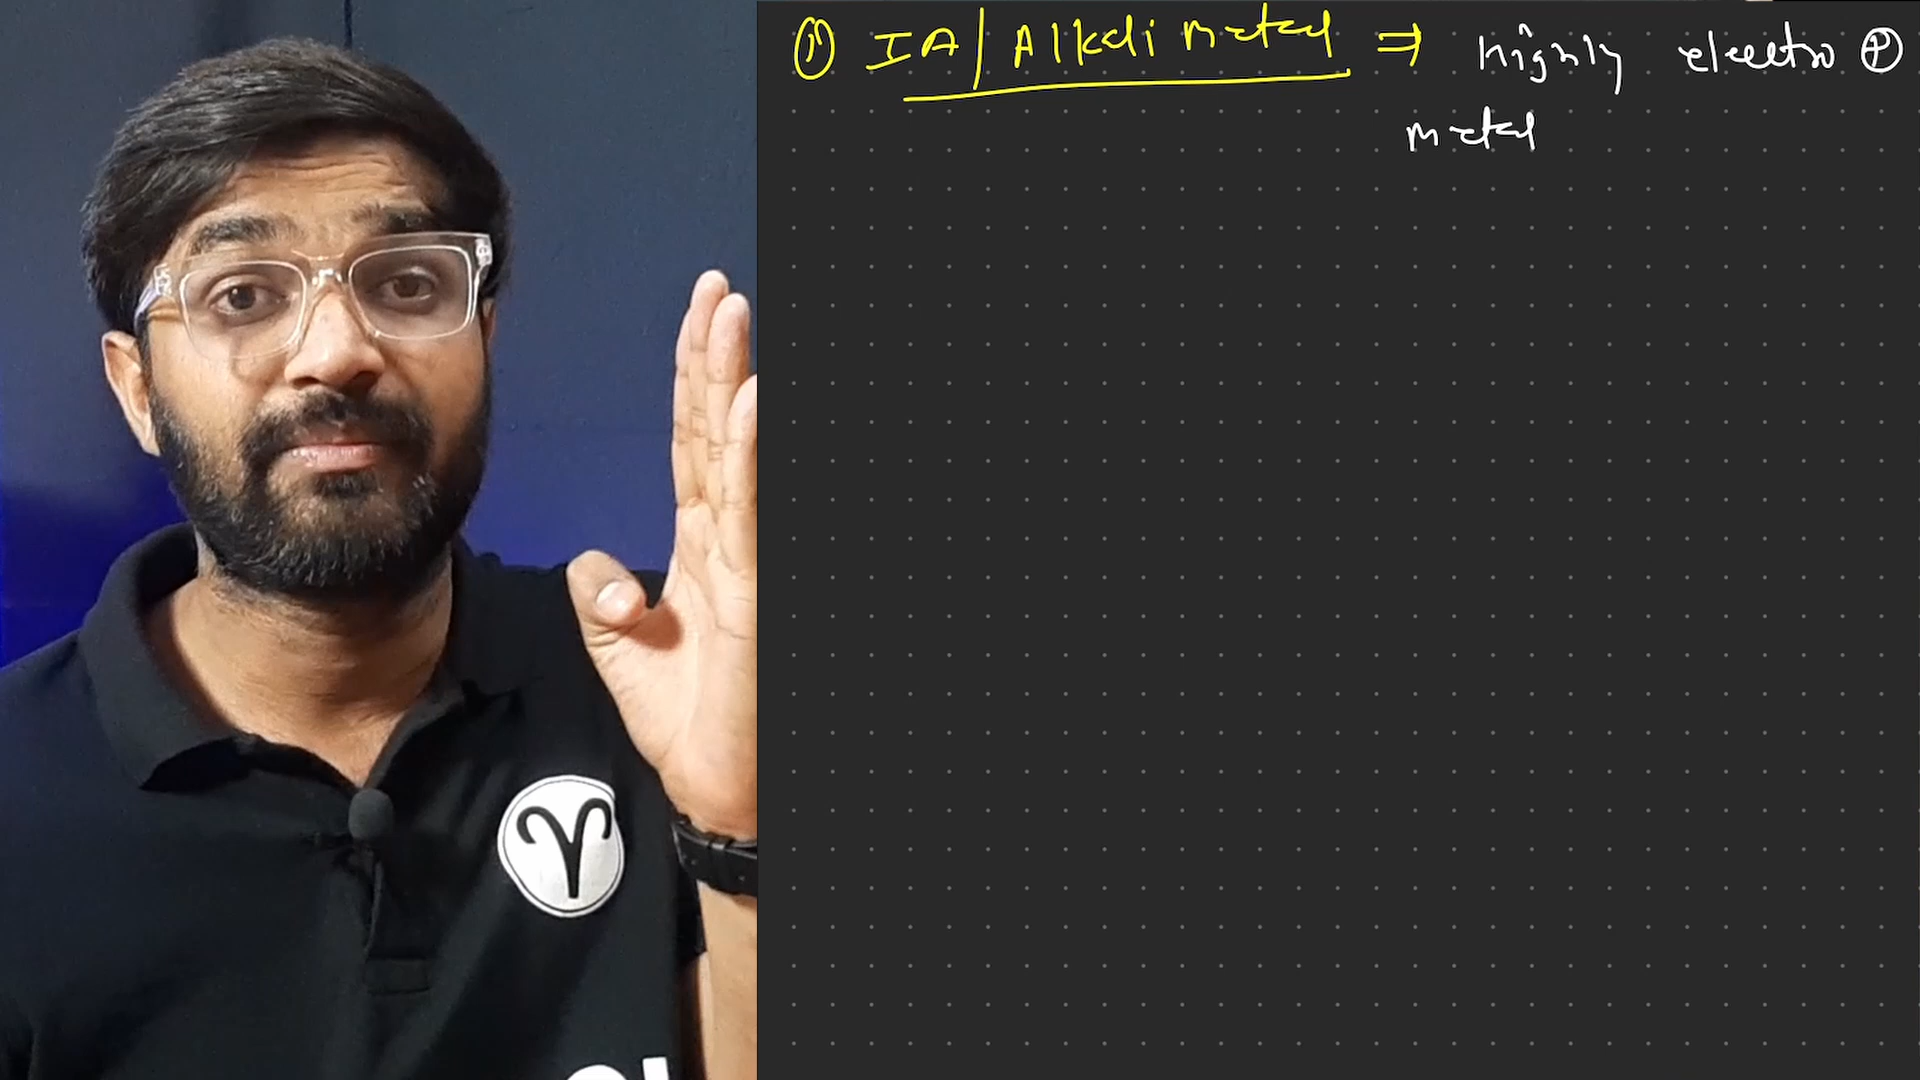 ① IA / Alkali metal ⇒ highly electro ⊕
metal